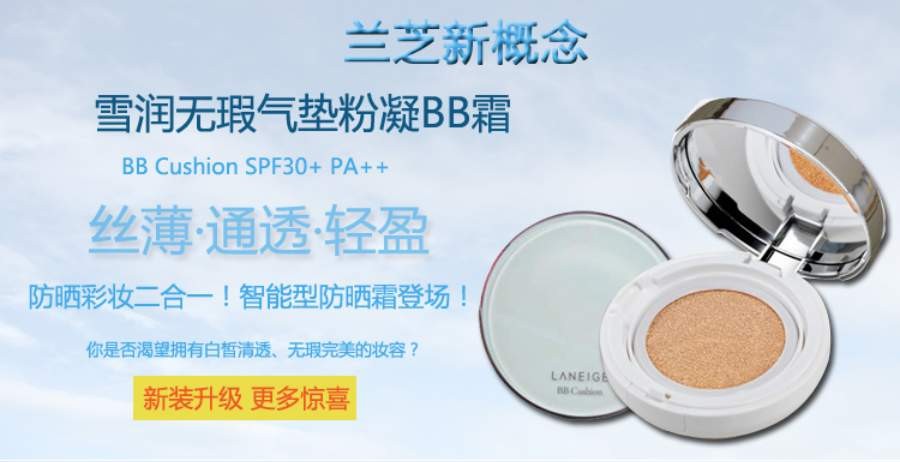 兰芝新概念
雪润无瑕气垫粉凝BB霜
BB Cushion SPF30+ PA++
丝薄·通透·轻盈
防晒彩妆二合一！智能型防晒霜登场！
你是否渴望拥有白皙清透、无瑕完美的妆容？
新装升级 更多惊喜
LANEIGE
BB Cushion